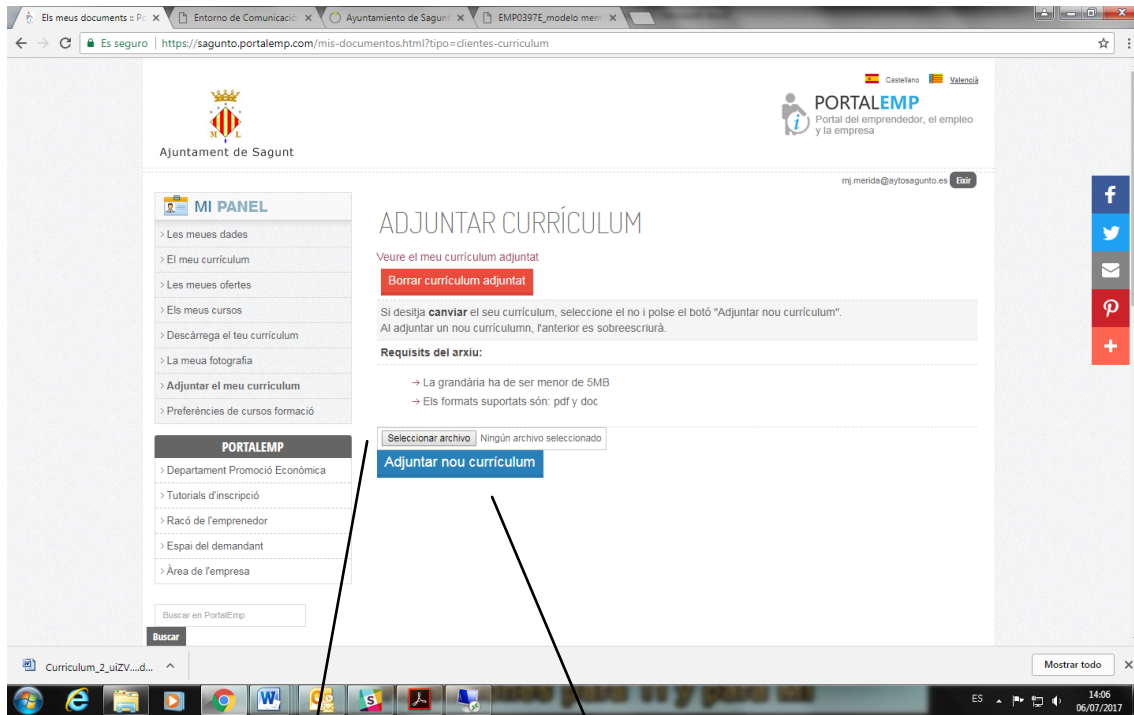 Els meus documents :: Po
Entorno de Comunicació
Ayuntamiento de Sagunt
EMP0397E_modelo mem
Es seguro | https://sagunto.portalemp.com/mis-documentos.html?tipo=clientes-curriculum
Castellano Valencià
M L
Ajuntament de Sagunt
PORTALEMP
Portal del emprendedor, el empleo
y la empresa
mj.merida@aytosagunto.es Eixir
MI PANEL
> Les meues dades
> El meu currículum
> Les meues ofertes
> Els meus cursos
> Descàrrega el teu currículum
> La meua fotografia
> Adjuntar el meu curriculum
> Preferències de cursos formació
PORTALEMP
> Departament Promoció Econòmica
> Tutorials d'inscripció
> Racó de l'emprenedor
> Espai del demandant
> Àrea de l'empresa
Buscar en PortalEmp
Buscar
ADJUNTAR CURRÍCULUM
Veure el meu currículum adjuntat
Borrar currículum adjuntat
Si desitja canviar el seu currículum, seleccione el no i polse el botó "Adjuntar nou currículum".
Al adjuntar un nou currículumn, l'anterior es sobreescriurà.
Requisits del arxiu:
→ La grandària ha de ser menor de 5MB
→ Els formats suportats són: pdf y doc
Seleccionar archivo Ningún archivo seleccionado
Adjuntar nou currículum
Curriculum_2_uiZV....d...
Mostrar todo
para Ti y para Mi
ES
14:06
06/07/2017